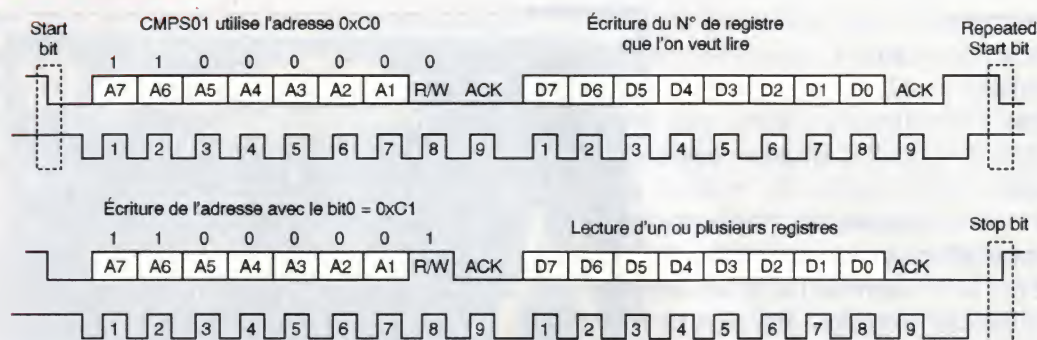 Start bit
CMPS01 utilise l'adresse 0xC0
Écriture du N° de registre que l'on veut lire
Repeated Start bit
1 1 0 0 0 0 0 0
A7 A6 A5 A4 A3 A2 A1 R/W ACK D7 D6 D5 D4 D3 D2 D1 D0 ACK
1 2 3 4 5 6 7 8 9 1 2 3 4 5 6 7 8 9
Écriture de l'adresse avec le bit0 = 0xC1
Lecture d'un ou plusieurs registres
Stop bit
1 1 0 0 0 0 0 1
A7 A6 A5 A4 A3 A2 A1 R/W ACK D7 D6 D5 D4 D3 D2 D1 D0 ACK
1 2 3 4 5 6 7 8 9 1 2 3 4 5 6 7 8 9